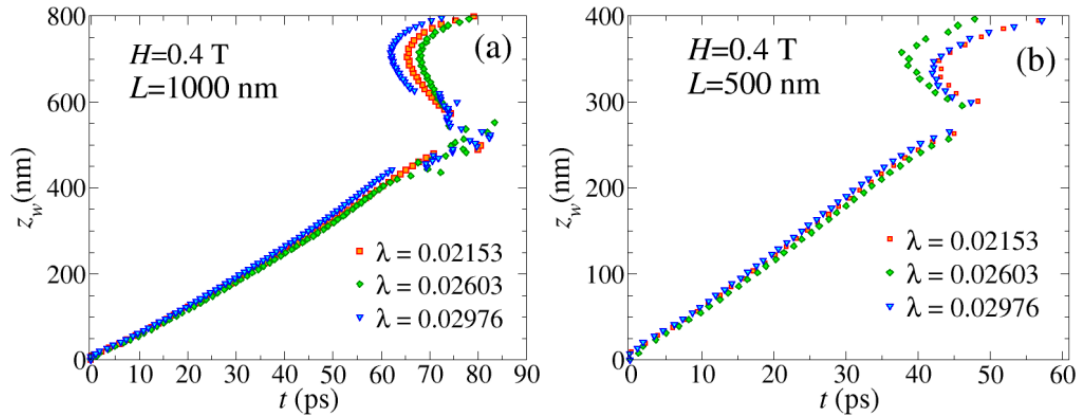 800
600
400
200
0
z_w(nm)
H=0.4 T
L=1000 nm
(a)
λ = 0.02153
λ = 0.02603
λ = 0.02976
0 10 20 30 40 50 60 70 80 90
t (ps)
400
300
200
100
0
z_w(nm)
H=0.4 T
L=500 nm
(b)
λ = 0.02153
λ = 0.02603
λ = 0.02976
0 10 20 30 40 50 60
t (ps)